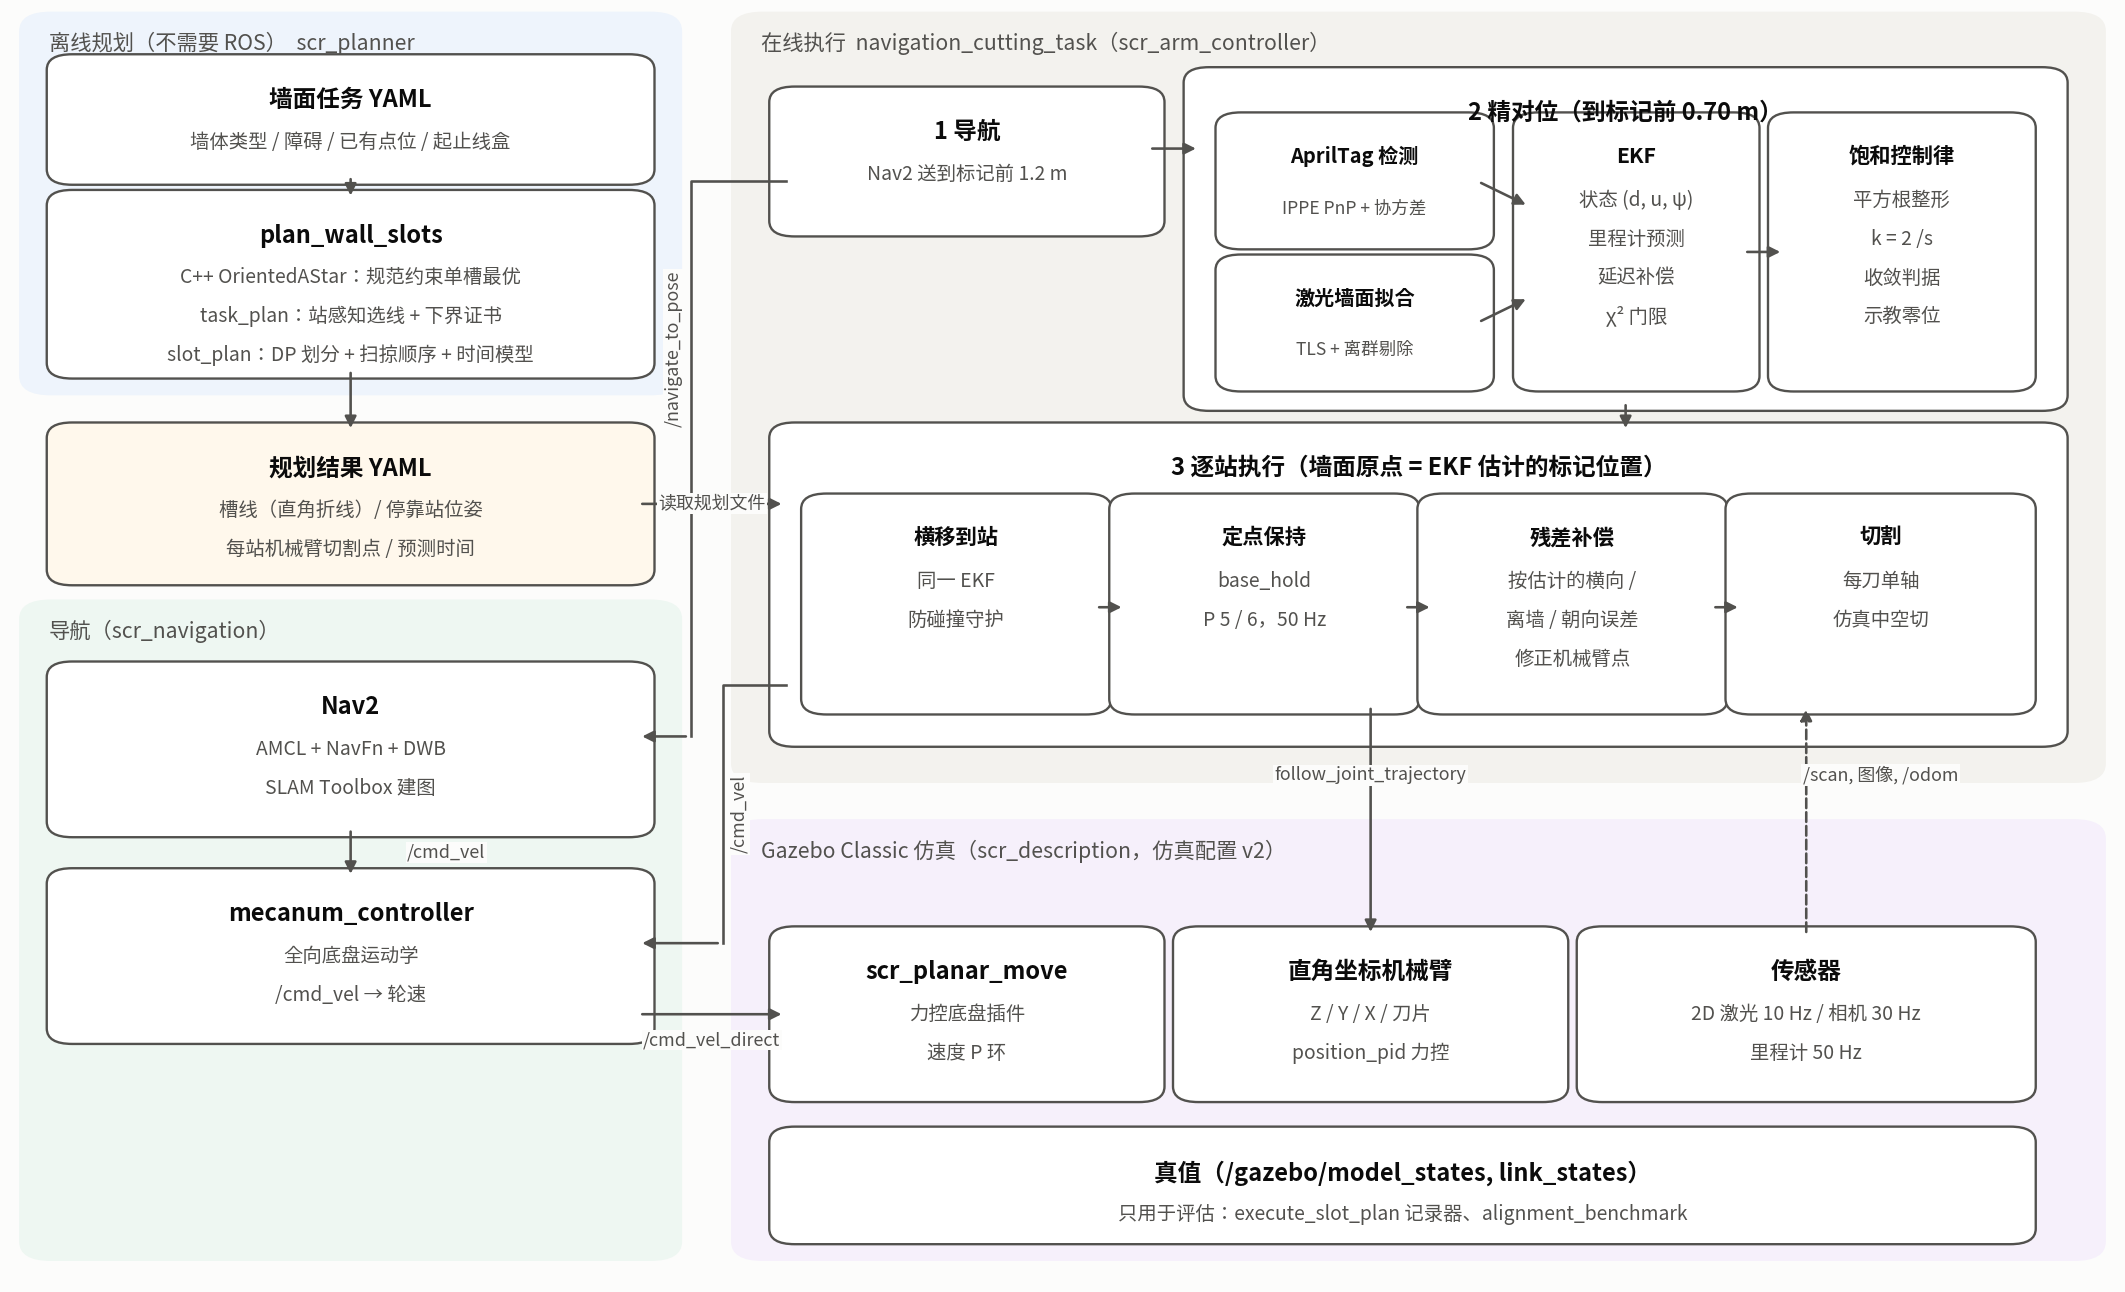 离线规划（不需要 ROS） scr_planner
墙面任务 YAML
墙体类型 / 障碍 / 已有点位 / 起止线盒
plan_wall_slots
C++ OrientedAStar：规范约束单槽最优
task_plan：站感知选线 + 下界证书
slot_plan：DP 划分 + 扫掠顺序 + 时间模型
规划结果 YAML
槽线（直角折线）/ 停靠站位姿
每站机械臂切割点 / 预测时间
导航（scr_navigation）
Nav2
AMCL + NavFn + DWB
SLAM Toolbox 建图
/cmd_vel
mecanum_controller
全向底盘运动学
/cmd_vel → 轮速
/navigate_to_pose
读取规划文件
/cmd_vel
/cmd_vel_direct
在线执行 navigation_cutting_task（scr_arm_controller）
1 导航
Nav2 送到标记前 1.2 m
2 精对位（到标记前 0.70 m）
AprilTag 检测
IPPE PnP + 协方差
激光墙面拟合
TLS + 离群剔除
EKF
状态 (d, u, ψ)
里程计预测
延迟补偿
χ² 门限
饱和控制律
平方根整形
k = 2 /s
收敛判据
示教零位
3 逐站执行（墙面原点 = EKF 估计的标记位置）
横移到站
同一 EKF
防碰撞守护
定点保持
base_hold
P 5 / 6，50 Hz
残差补偿
按估计的横向 /
离墙 / 朝向误差
修正机械臂点
切割
每刀单轴
仿真中空切
follow_joint_trajectory
/scan, 图像, /odom
Gazebo Classic 仿真（scr_description，仿真配置 v2）
scr_planar_move
力控底盘插件
速度 P 环
直角坐标机械臂
Z / Y / X / 刀片
position_pid 力控
传感器
2D 激光 10 Hz / 相机 30 Hz
里程计 50 Hz
真值（/gazebo/model_states, link_states）
只用于评估：execute_slot_plan 记录器、alignment_benchmark